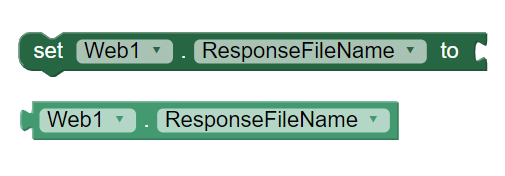 set Web1 . ResponseFileName to
Web1 . ResponseFileName